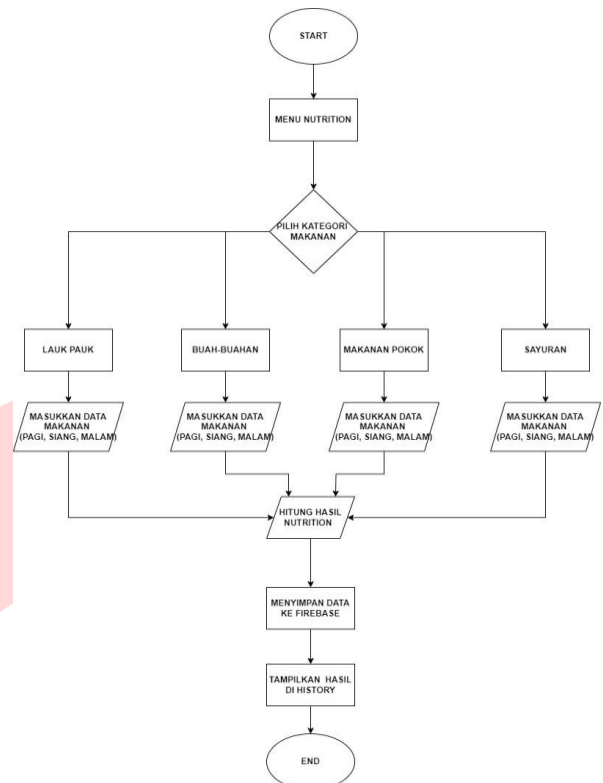 START
MENU NUTRITION
PILIH KATEGORI
MAKANAN
LAUK PAUK
BUAH-BUAHAN
MAKANAN POKOK
SAYURAN
MASUKKAN DATA
MAKANAN
(PAGI, SIANG, MALAM)
MASUKKAN DATA
MAKANAN
(PAGI, SIANG, MALAM)
MASUKKAN DATA
MAKANAN
(PAGI, SIANG, MALAM)
MASUKKAN DATA
MAKANAN
(PAGI, SIANG, MALAM)
HITUNG HASIL
NUTRITION
MENYIMPAN DATA
KE FIREBASE
TAMPILKAN HASIL
DI HISTORY
END